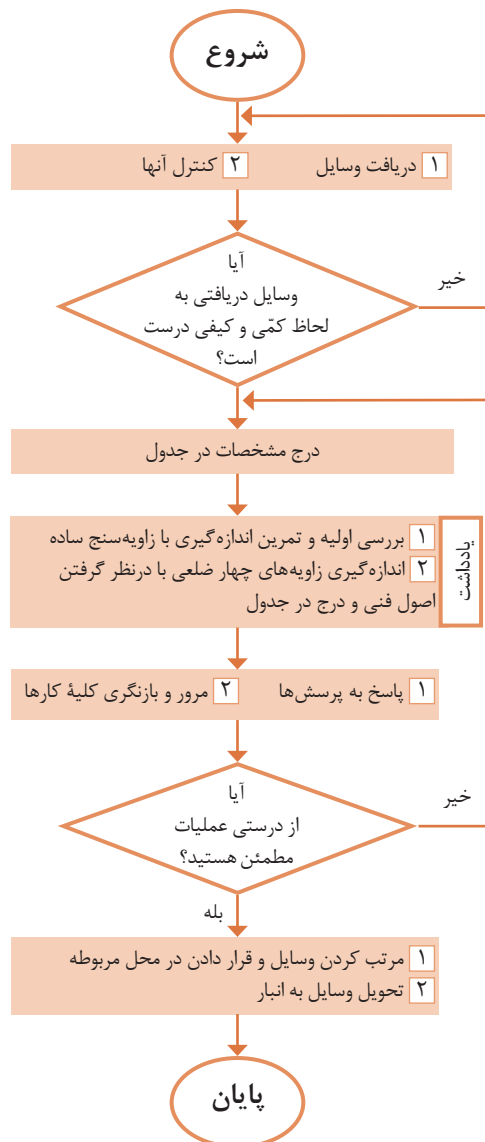 شروع
۱ دریافت وسایل ۲ کنترل آنها
آیا
وسایل دریافتی به
لحاظ کمّی و کیفی درست
است؟
خیر
درج مشخصات در جدول
یادداشت
۱ بررسی اولیه و تمرین اندازه‌گیری با زاویه‌سنج ساده
۲ اندازه‌گیری زاویه‌های چهار ضلعی با درنظر گرفتن
اصول فنی و درج در جدول
۱ پاسخ به پرسش‌ها ۲ مرور و بازنگری کلیهٔ کارها
آیا
از درستی عملیات
مطمئن هستید؟
خیر
بله
۱ مرتب کردن وسایل و قرار دادن در محل مربوطه
۲ تحویل وسایل به انبار
پایان